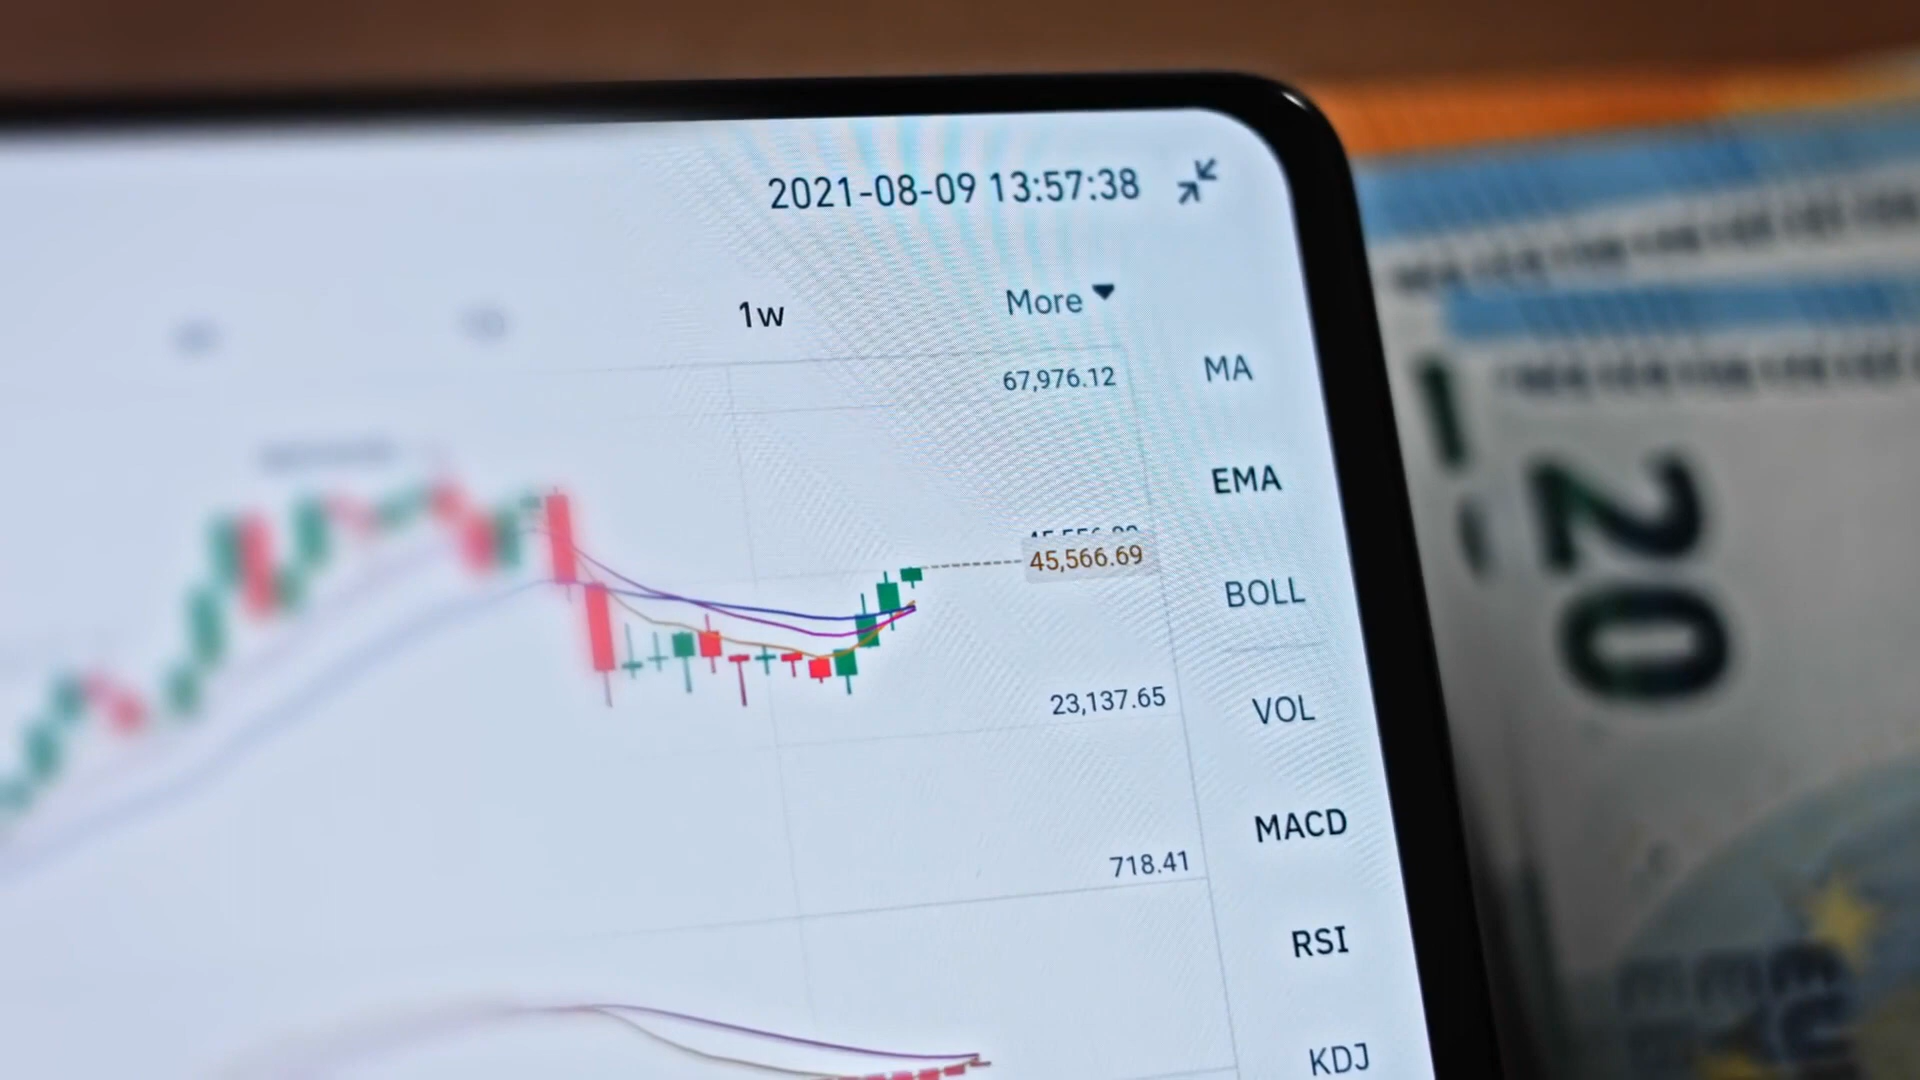 2021-08-09 13:57:38
1w
More
67,976.12
MA
EMA
45,566.69
BOLL
23,137.65
VOL
MACD
718.41
RSI
KDJ
20